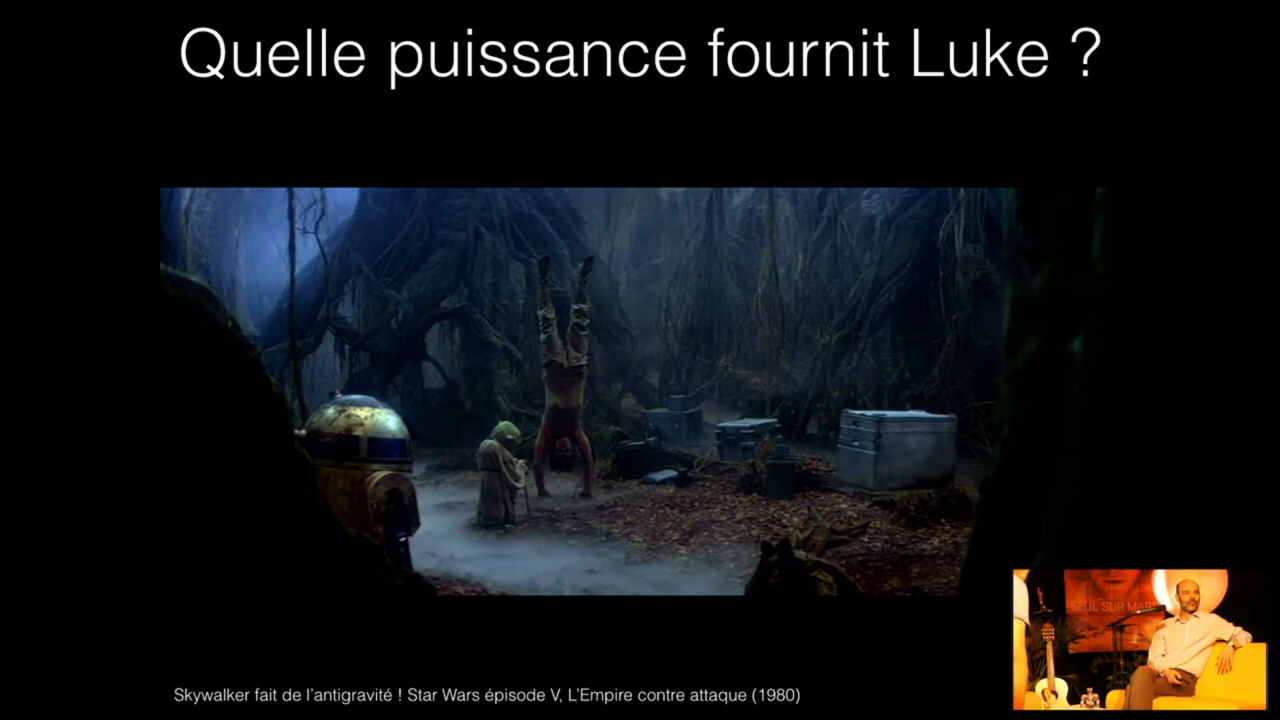 Quelle puissance fournit Luke ?
SEUL SUR MARS
Skywalker fait de l'antigravité ! Star Wars épisode V, L'Empire contre attaque (1980)